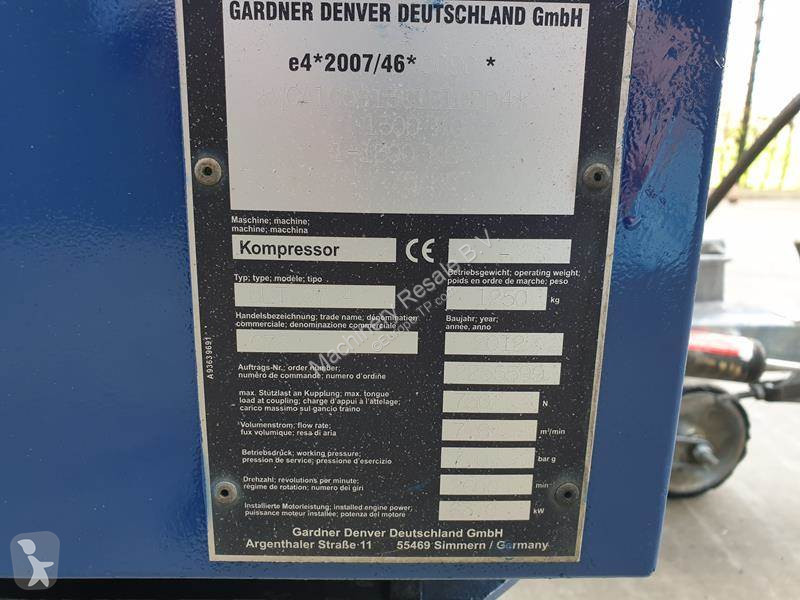 GARDNER DENVER DEUTSCHLAND GmbH
e4*2007/46* *
Maschine; machine;
machine; macchina
Kompressor
CE
-
Typ; type; modèle; tipo
Betriebsgewicht; operating weight;
poids en ordre de marche; peso
1250 kg
Handelsbezeichnung; trade name; dénomination
commerciale; denominazione commerciale
Baujahr; year;
année, anno
A93639691
Auftrags-Nr.; order number;
numéro de commande; numero d'ordine
max. Stützlast an Kupplung; max. tongue
load at coupling; charge d'appui à l'attelage;
carico massimo sul gancio traino
N
Volumenstrom; flow rate;
fux volumique; resa di aria
m³/min
Betriebsdruck; working pressure;
pression de service; pressione d'esercizio
bar g
Drehzahl; revolutions per minute;
régime de rotation; numero dei giri
min
Installierte Motorleistung; installed engine power;
puissance moteur installée; potenza del motore
kW
Gardner Denver Deutschland GmbH
Argenthaler Straße 11 55469 Simmern / Germany
Machinery Resale B.V.